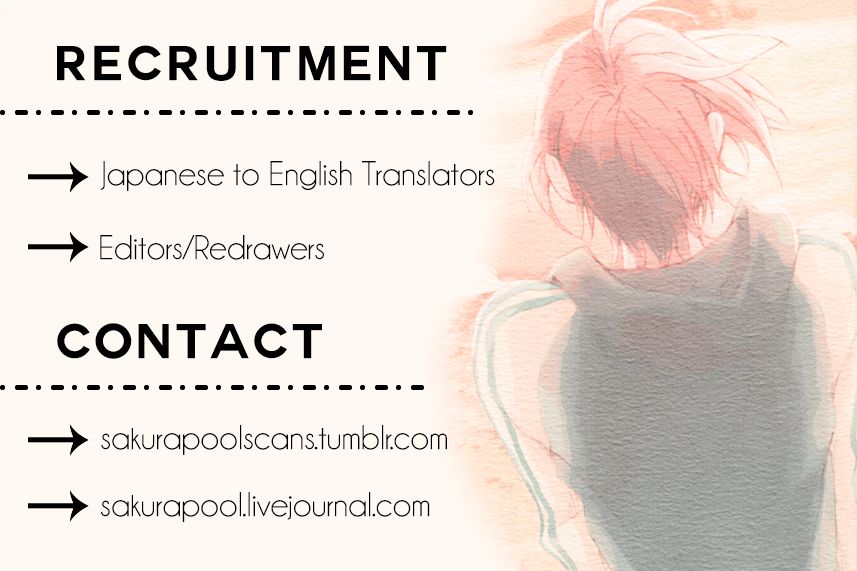 RECRUITMENT
Japanese to English Translators
Editors/Redrawers
CONTACT
sakurapoolscans.tumblr.com
sakurapool.livejournal.com